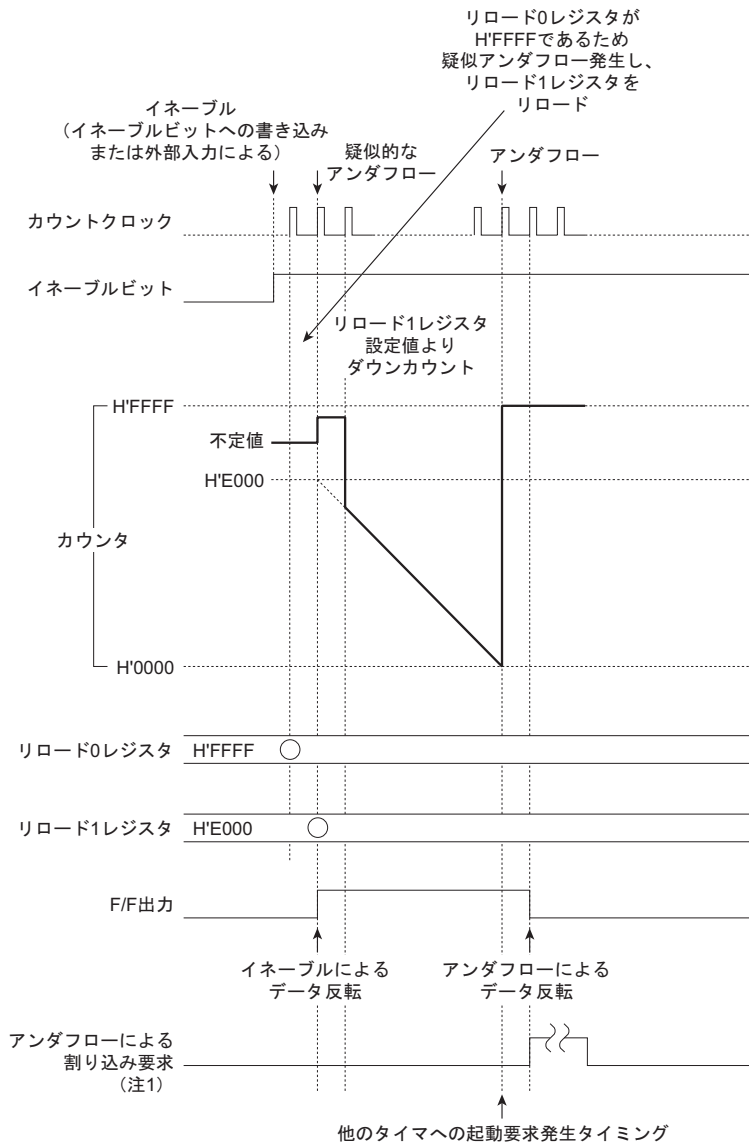 リロード0レジスタが
H'FFFFであるため
疑似アンダフロー発生し、
リロード1レジスタを
リロード
イネーブル
（イネーブルビットへの書き込み
または外部入力による）
疑似的な
アンダフロー
アンダフロー
カウントクロック
イネーブルビット
リロード1レジスタ
設定値より
ダウンカウント
H'FFFF
不定値
H'E000
カウンタ
H'0000
リロード0レジスタ H'FFFF
リロード1レジスタ H'E000
F/F出力
イネーブルによる
データ反転
アンダフローによる
データ反転
アンダフローによる
割り込み要求
（注1）
他のタイマへの起動要求発生タイミング